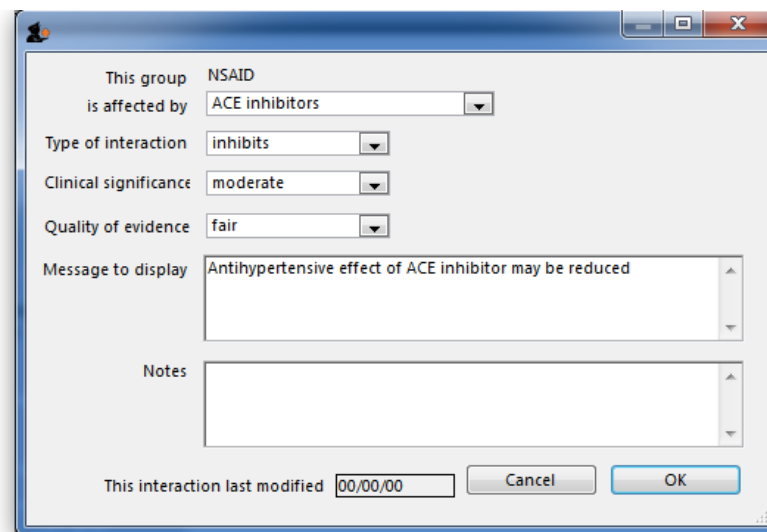 This group NSAID
is affected by ACE inhibitors
Type of interaction inhibits
Clinical significance moderate
Quality of evidence fair
Message to display Antihypertensive effect of ACE inhibitor may be reduced
Notes
This interaction last modified 00/00/00 Cancel OK